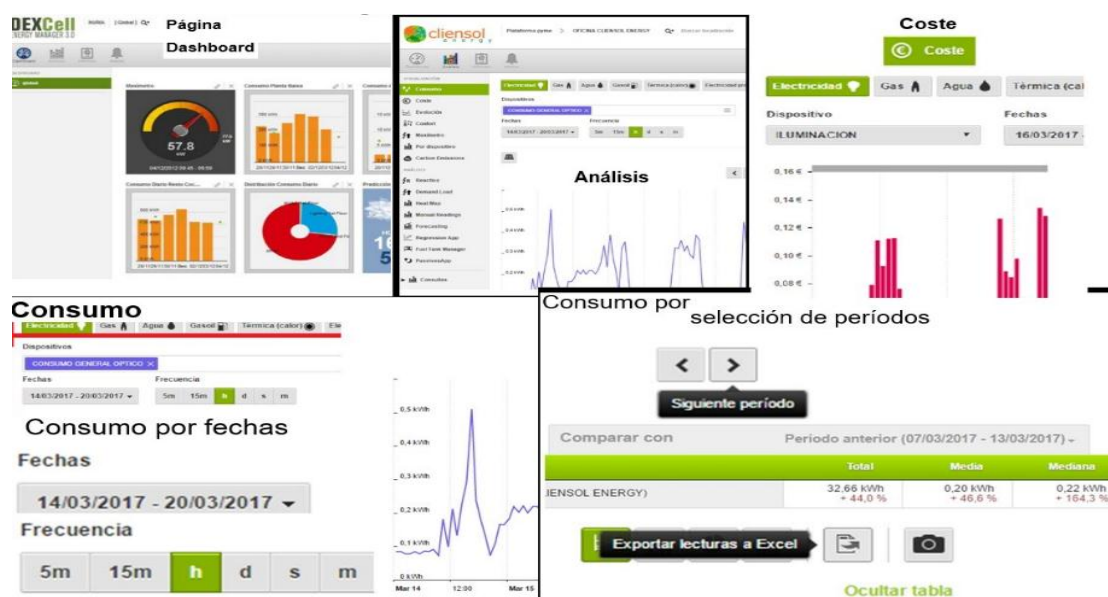 DEXCell
ENERGY MANAGER 3.0
Página
Dashboard
57.8
Consumo Planta Baixa
Distribución Consumo Diario
cliensol
energy
Plataforma pyme > OFICINA CLIENSOL ENERGY
Buscar localización
Consumo
Coste
Evolución
Confort
Por dispositivo
Carbon Emissions
Reactiva
Demand Load
Heat Map
Manual Readings
Forecasting
Regression App
Fuel Tank Manager
Consultas
Electricidad Gas Agua Gasoil Térmica (calor)
Dispositivos
CONSUMO GENERAL OPTICO ×
Fechas Frecuencia
14/03/2017 - 20/03/2017
5m 15m h d s m
Análisis
Coste
Coste
Electricidad Gas Agua Térmica (cal
Dispositivo Fechas
ILUMINACION 16/03/2017 -
0,16 €
0,14 €
0,12 €
0,10 €
0,08 €
Consumo
Electricidad Gas Agua Gasoil Térmica (calor) Ele
Dispositivos
CONSUMO GENERAL OPTICO ×
Fechas Frecuencia
14/03/2017 - 20/03/2017
5m 15m h d s m
Consumo por fechas
Fechas
14/03/2017 - 20/03/2017
Frecuencia
5m 15m h d s m
0,5 kWh
0,4 kWh
0,3 kWh
0,2 kWh
0,1 kWh
0 kWh
Mar 14 12:00 Mar 15
Consumo por
selección de períodos
< >
Siguiente período
Comparar con Período anterior (07/03/2017 - 13/03/2017)
Total Media Mediana
IENSOL ENERGY) 32,66 kWh 0,20 kWh 0,22 kWh
+ 44,0 % + 46,6 % + 164,3 %
Exportar lecturas a Excel
Ocultar tabla